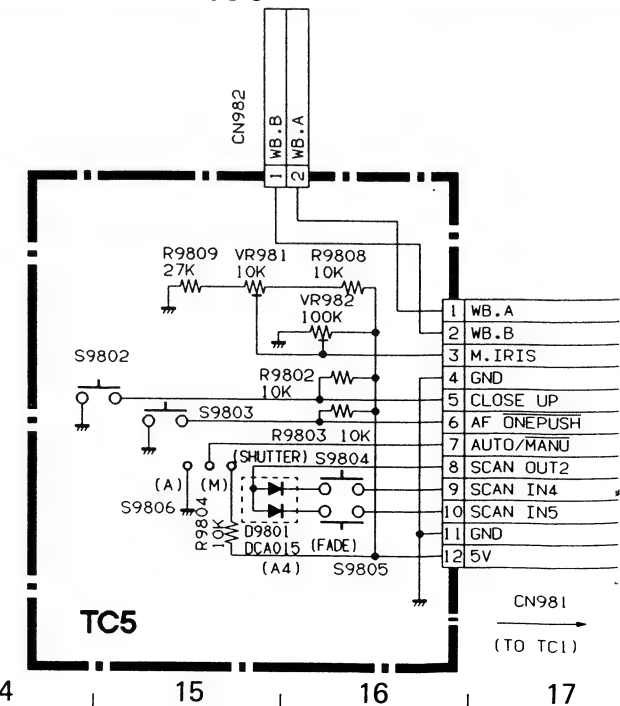 CN982
1 WB.B
2 WB.A
R9809
27K
VR981
10K
R9808
10K
VR982
100K
S9802
R9802
10K
S9803
R9803 10K
(SHUTTER) S9804
(A) (M)
S9806
R9804
10K
D9801
DCA015
(A4)
(FADE)
S9805
1 WB.A
2 WB.B
3 M.IRIS
4 GND
5 CLOSE UP
6 AF ONEPUSH
7 AUTO/MANU
8 SCAN OUT2
9 SCAN IN4
10 SCAN IN5
11 GND
12 5V
TC5
CN981
(TO TC1)
4 15 16 17